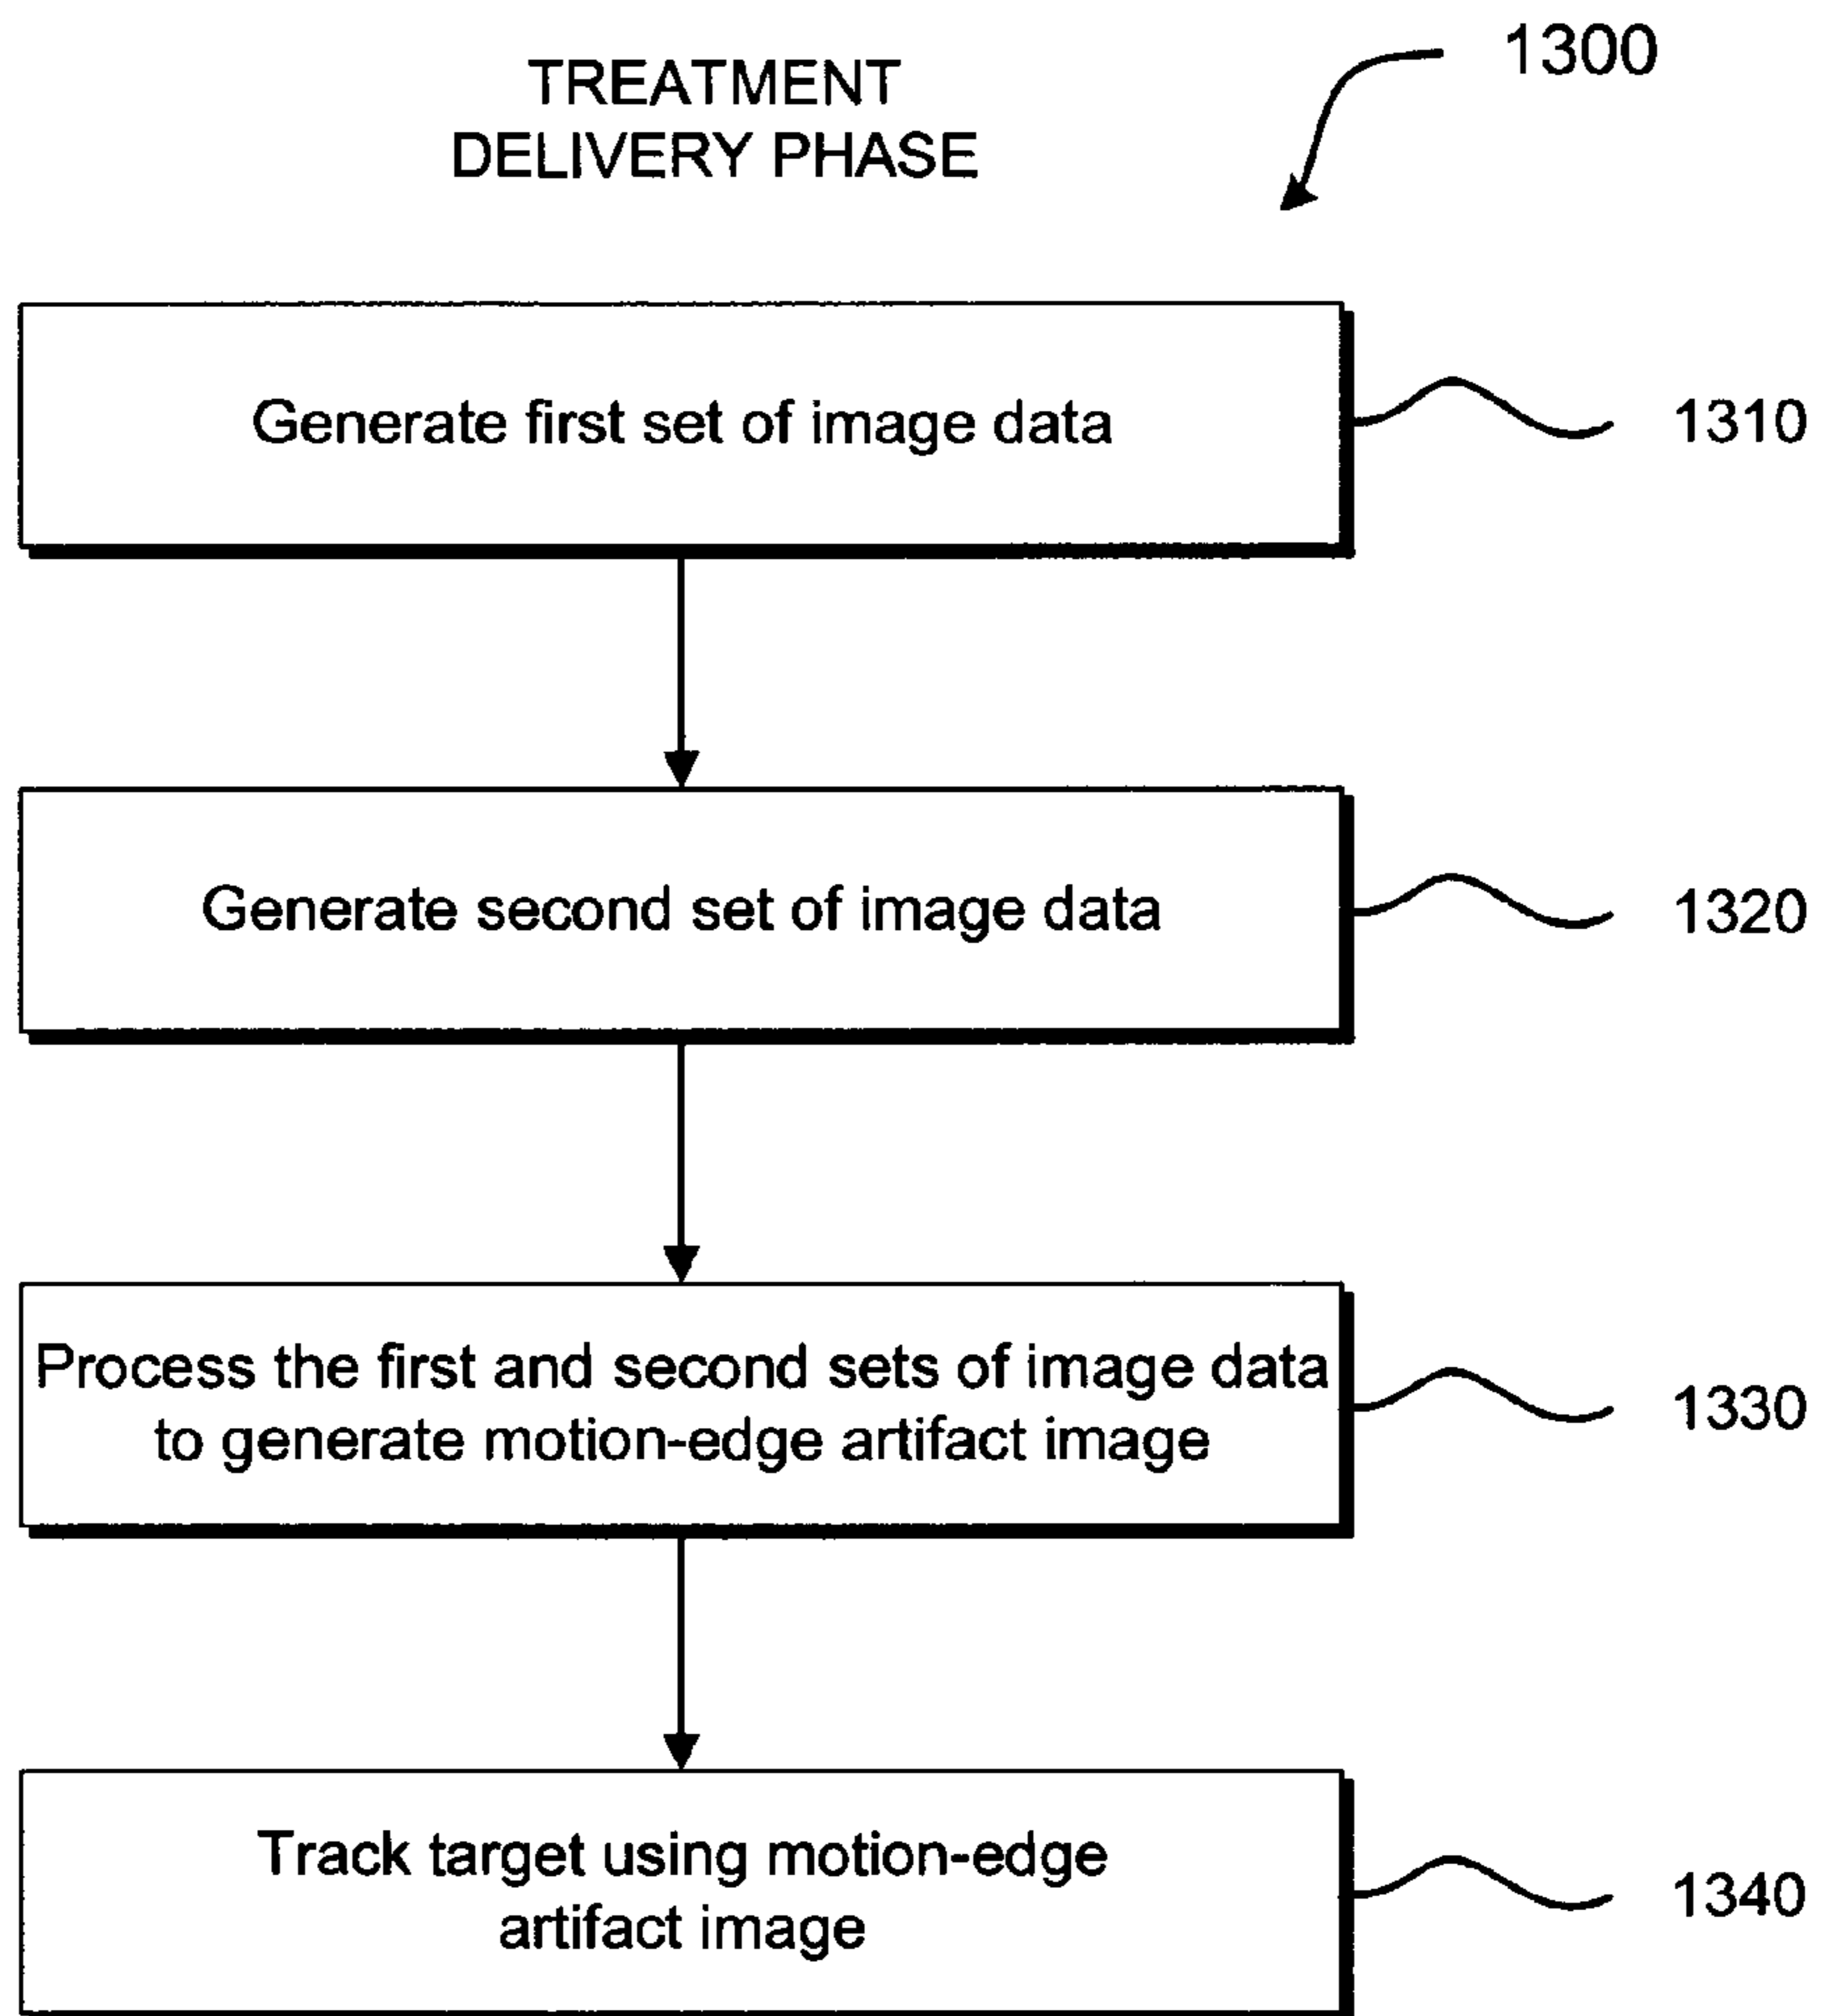 TREATMENT
DELIVERY PHASE
1300
Generate first set of image data
1310
Generate second set of image data
1320
Process the first and second sets of image data
to generate motion-edge artifact image
1330
Track target using motion-edge
artifact image
1340